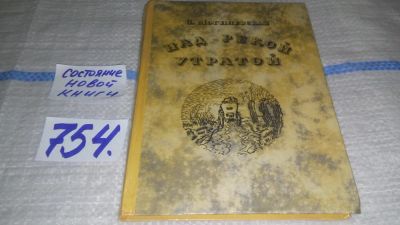 СОСТОЯНИЕ
НОВОЙ
КНИГИ
754.
НАД РЕКОЙ
УТРАТОЙ